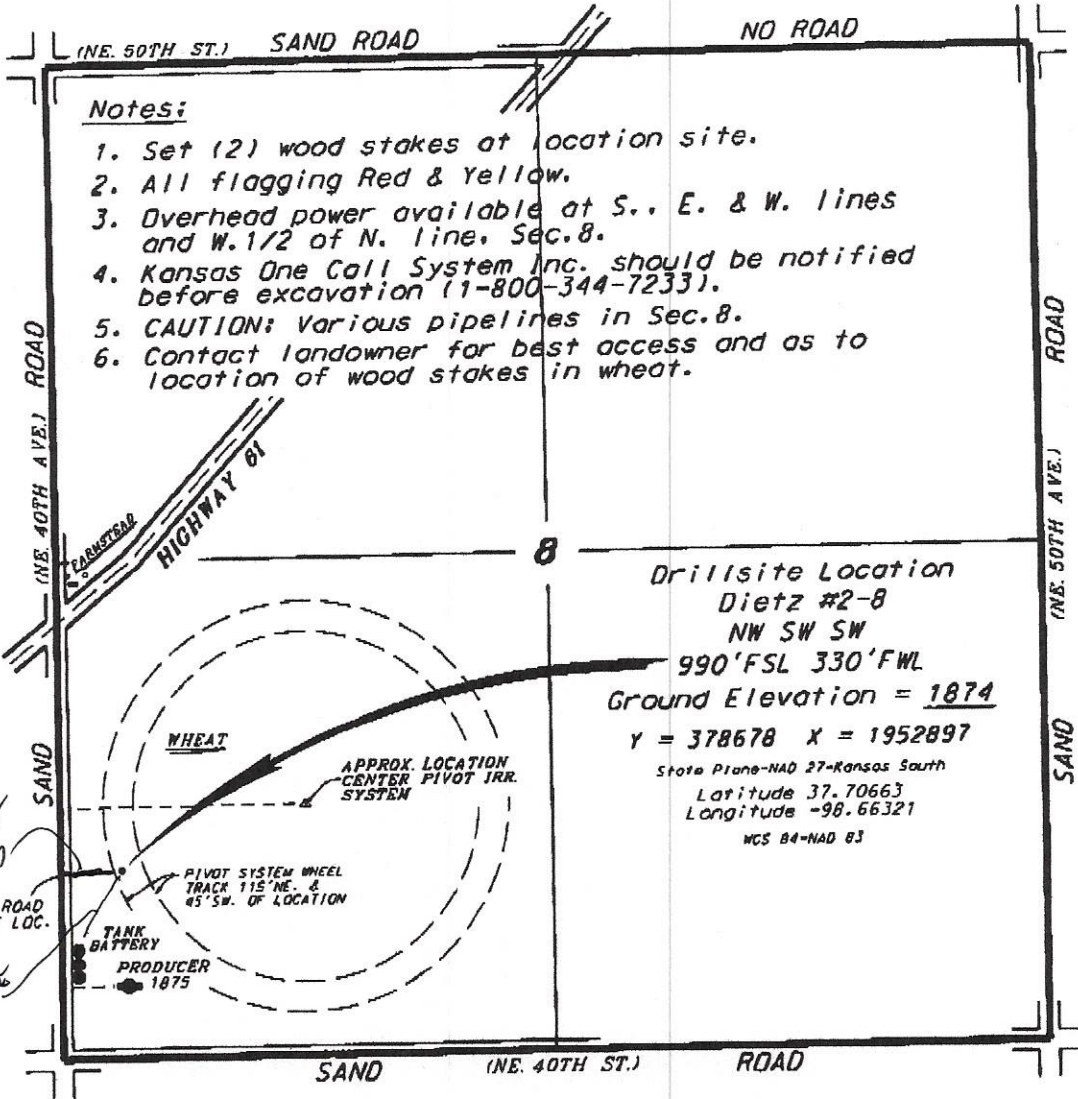 (NE. 50TH ST.) SAND ROAD
NO ROAD
Notes:
1. Set (2) wood stakes at location site.
2. All flagging Red & Yellow.
3. Overhead power available at S., E. & W. lines
and W.1/2 of N. line, Sec.8.
4. Kansas One Call System Inc. should be notified
before excavation (1-800-344-7233).
5. CAUTION: Various pipelines in Sec.8.
6. Contact landowner for best access and as to
location of wood stakes in wheat.
ROAD
(NE. 40TH AVE.)
SAND
ROAD
(NE. 50TH AVE.)
SAND
FARMSTEAD
HIGHWAY 61
8
Drillsite Location
Dietz #2-8
NW SW SW
990'FSL 330'FWL
Ground Elevation = 1874
Y = 378678 X = 1952897
State Plane-NAD 27-Kansas South
Latitude 37.70663
Longitude -98.66321
WGS 84-NAD 83
WHEAT
APPROX. LOCATION
CENTER PIVOT IRR.
SYSTEM
PIVOT SYSTEM WHEEL
TRACK 115'NE. &
45'SW. OF LOCATION
ROAD
LOC.
TANK
BATTERY
PRODUCER
1875
SAND (NE. 40TH ST.) ROAD